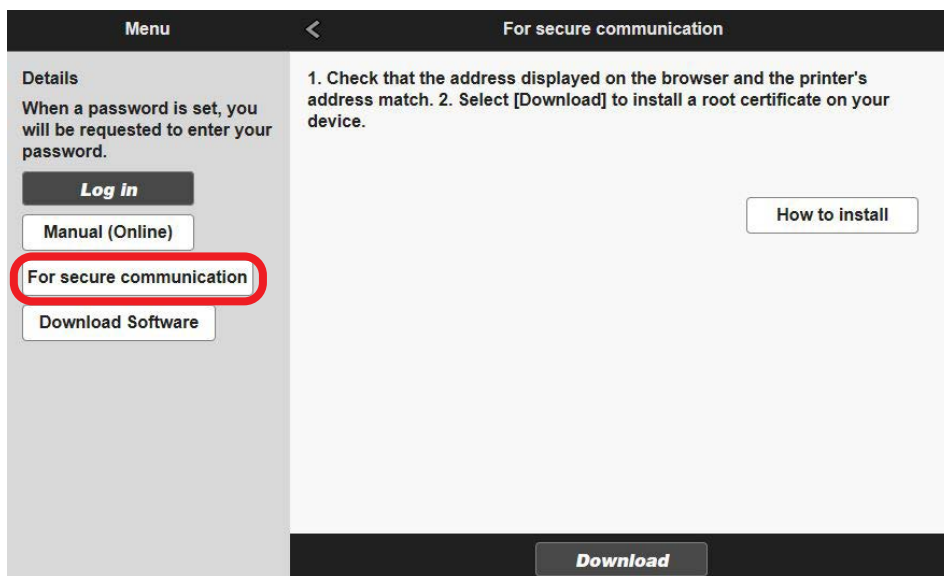 Menu
Details
When a password is set, you
will be requested to enter your
password.
Log in
Manual (Online)
For secure communication
Download Software
For secure communication
1. Check that the address displayed on the browser and the printer's
address match. 2. Select [Download] to install a root certificate on your
device.
How to install
Download